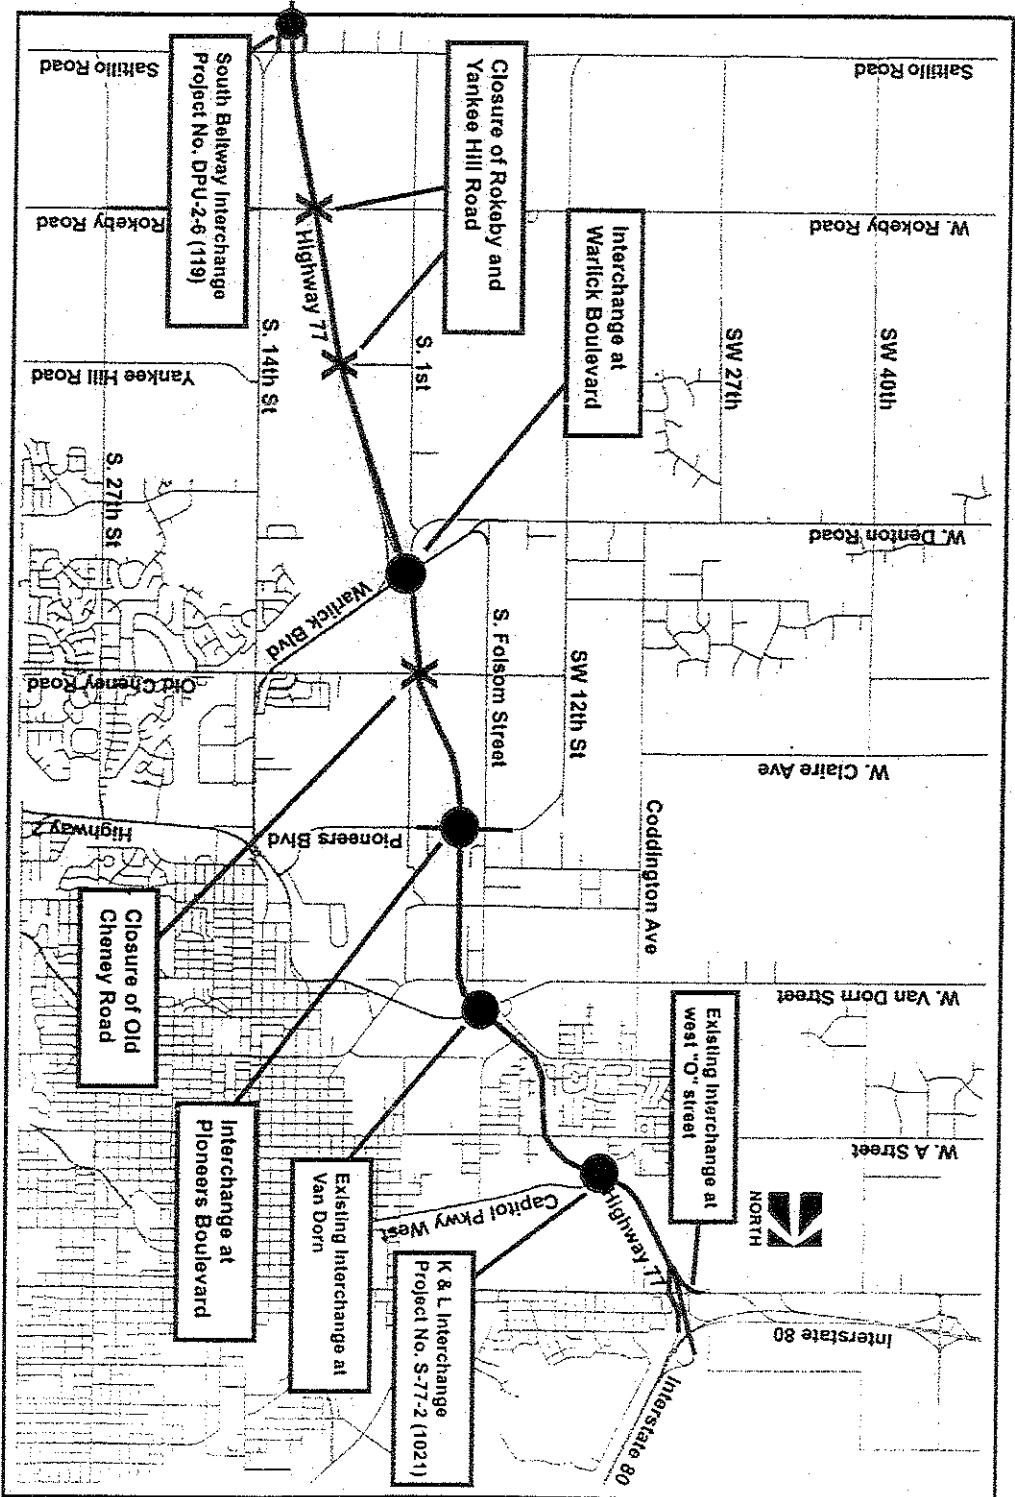 Saltillo Road
Saltillo Road
South Beltway Interchange
Project No. DPU-2-6 (119)
Closure of Rokeby and
Yankee Hill Road
Rokeby Road
W. Rokeby Road
Interchange at
Warlick Boulevard
Highway 77
S. 14th St
S. 1st
SW 27th
SW 40th
Yankee Hill Road
S. 27th St
W. Denton Road
Warlick Blvd
S. Folsom Street
SW 12th St
Old Cheney Road
W. Claire Ave
Highway 2
Pioneers Blvd
Coddington Ave
Closure of Old
Cheney Road
W. Van Dorn Street
Existing Interchange at
west "O" street
Interchange at
Pioneers Boulevard
Existing Interchange at
Van Dorn
W. A Street
NORTH
Capitol Pkwy West
Highway 77
K & L Interchange
Project No. S-77-2 (1021)
Interstate 80
Interstate 80